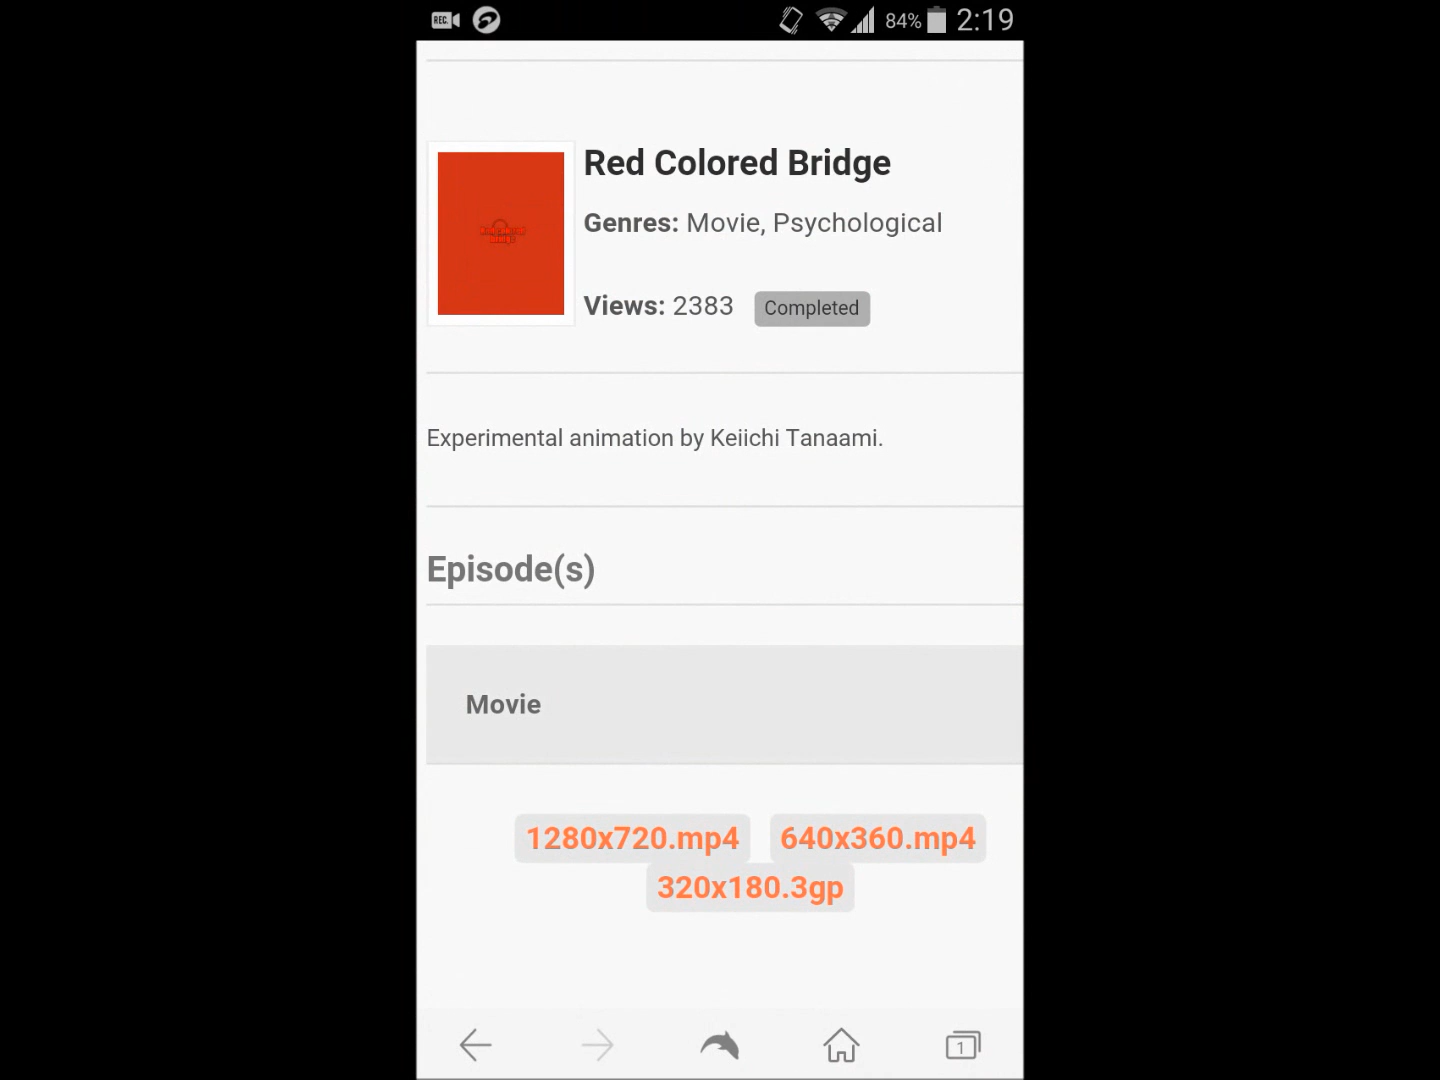 REC. 84% 2:19
Red Colored Bridge
Genres: Movie, Psychological
Views: 2383 Completed
Experimental animation by Keiichi Tanaami.
Episode(s)
Movie
1280x720.mp4 640x360.mp4
320x180.3gp
1